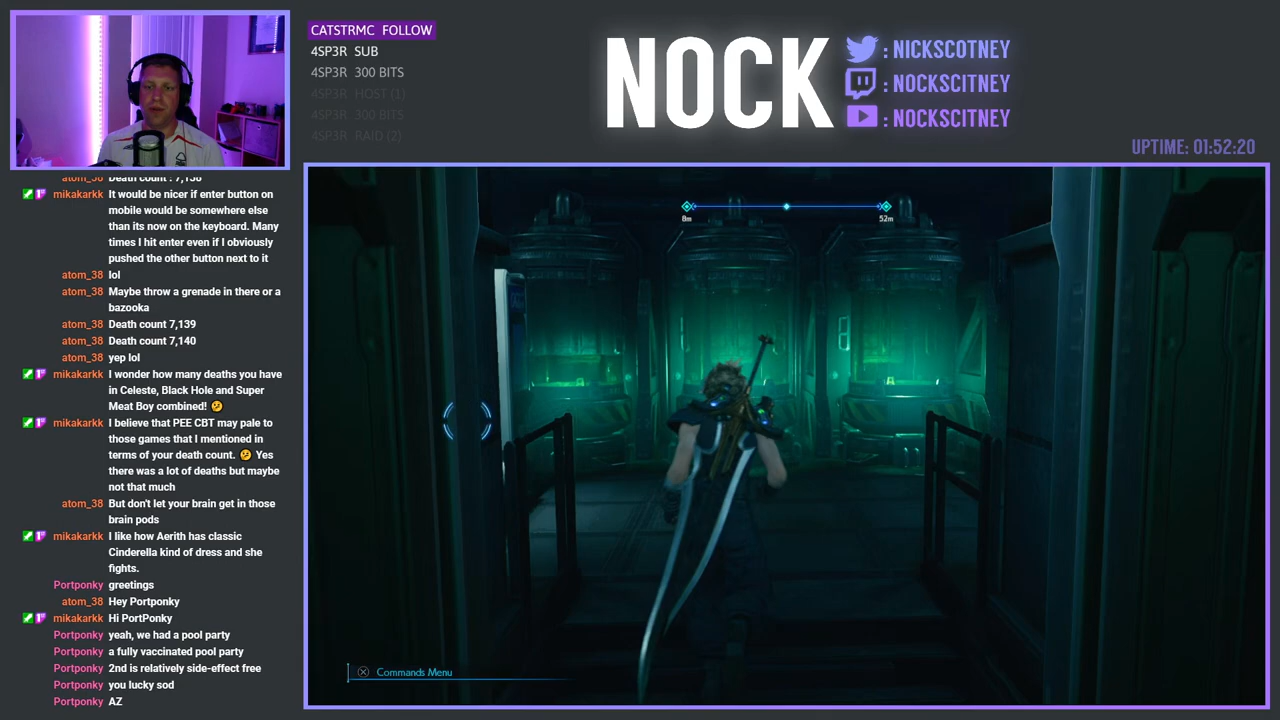 CATSTRMC FOLLOW
4SP3R SUB
4SP3R 300 BITS
4SP3R HOST (1)
4SP3R 300 BITS
4SP3R RAID (2)
NOCK
: NICKSCOTNEY
: NOCKSCITNEY
: NOCKSCITNEY
UPTIME: 01:52:20
atom_38 Death count : 7,138
mikakarkk It would be nicer if enter button on
mobile would be somewhere else
than its now on the keyboard. Many
times I hit enter even if I obviously
pushed the other button next to it
atom_38 lol
atom_38 Maybe throw a grenade in there or a
bazooka
atom_38 Death count 7,139
atom_38 Death count 7,140
atom_38 yep lol
mikakarkk I wonder how many deaths you have
in Celeste, Black Hole and Super
Meat Boy combined! 🤔
mikakarkk I believe that PEE CBT may pale to
those games that I mentioned in
terms of your death count. 🤔 Yes
there was a lot of deaths but maybe
not that much
atom_38 But don't let your brain get in those
brain pods
mikakarkk I like how Aerith has classic
Cinderella kind of dress and she
fights.
Portponky greetings
atom_38 Hey Portponky
mikakarkk Hi PortPonky
Portponky yeah, we had a pool party
Portponky a fully vaccinated pool party
Portponky 2nd is relatively side-effect free
Portponky you lucky sod
Portponky AZ
8m
52m
Commands Menu